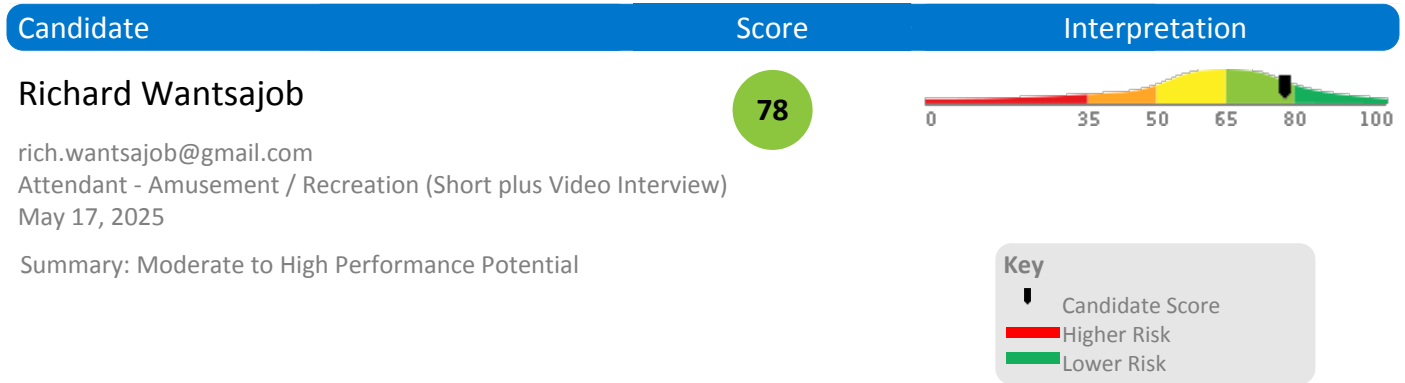 Candidate Score Interpretation
Richard Wantsajob
78
0 35 50 65 80 100
rich.wantsajob@gmail.com
Attendant - Amusement / Recreation (Short plus Video Interview)
May 17, 2025
Summary: Moderate to High Performance Potential
Key
Candidate Score
Higher Risk
Lower Risk